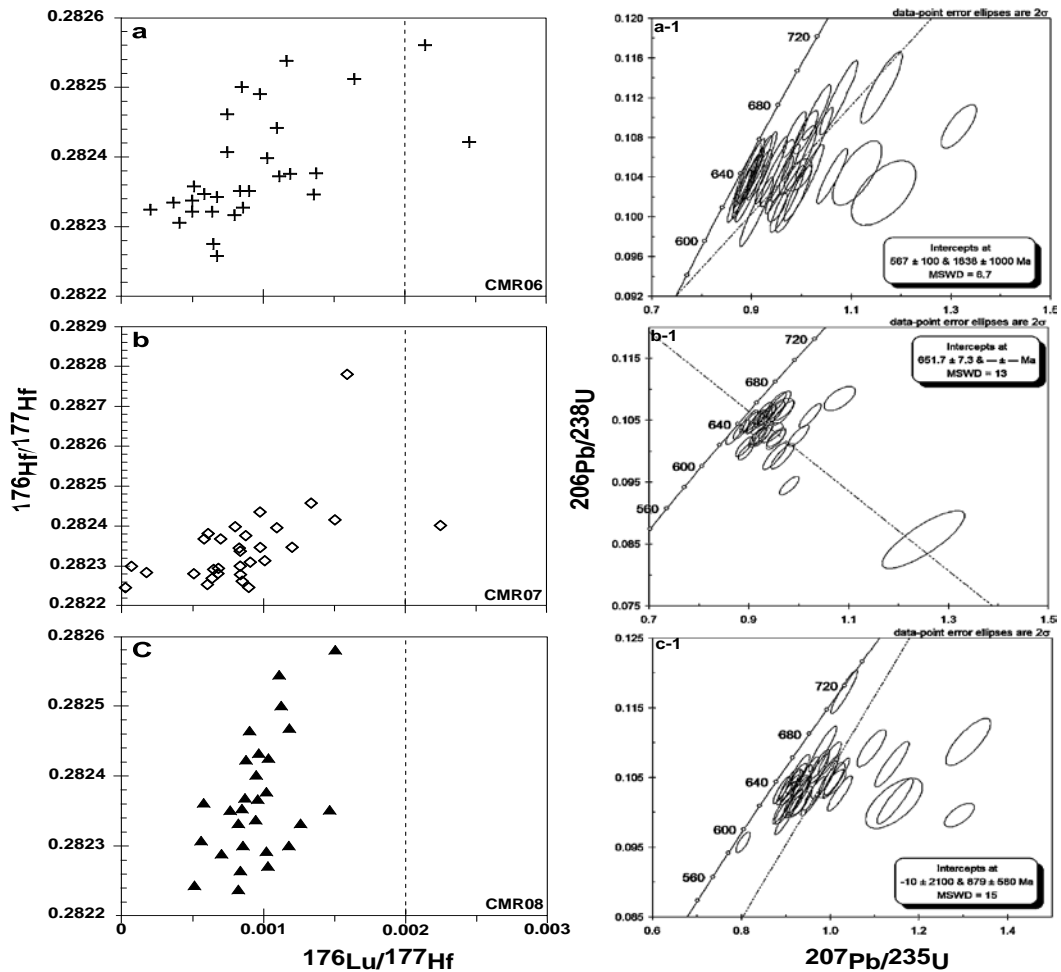 data-point error ellipses are 2σ
a
0.2826
0.2825
0.2824
0.2823
0.2822
CMR06
a-1
0.120
0.116
0.112
0.108
0.104
0.100
0.096
0.092
720
680
640
600
Intercepts at
567 ± 100 & 1638 ± 1000 Ma
MSWD = 6.7
0.7 0.9 1.1 1.3 1.5
data-point error ellipses are 2σ
b
0.2829
0.2828
0.2827
0.2826
0.2825
0.2824
0.2823
0.2822
CMR07
176Hf/177Hf
b-1
0.115
0.105
0.095
0.085
0.075
720
680
640
600
560
Intercepts at
651.7 ± 7.3 & — ± — Ma
MSWD = 13
206Pb/238U
0.7 0.9 1.1 1.3 1.5
data-point error ellipses are 2σ
C
0.2826
0.2825
0.2824
0.2823
0.2822
CMR08
0 0.001 0.002 0.003
176Lu/177Hf
c-1
0.125
0.115
0.105
0.095
0.085
720
680
640
600
560
Intercepts at
-10 ± 2100 & 879 ± 580 Ma
MSWD = 15
0.6 0.8 1.0 1.2 1.4
207Pb/235U